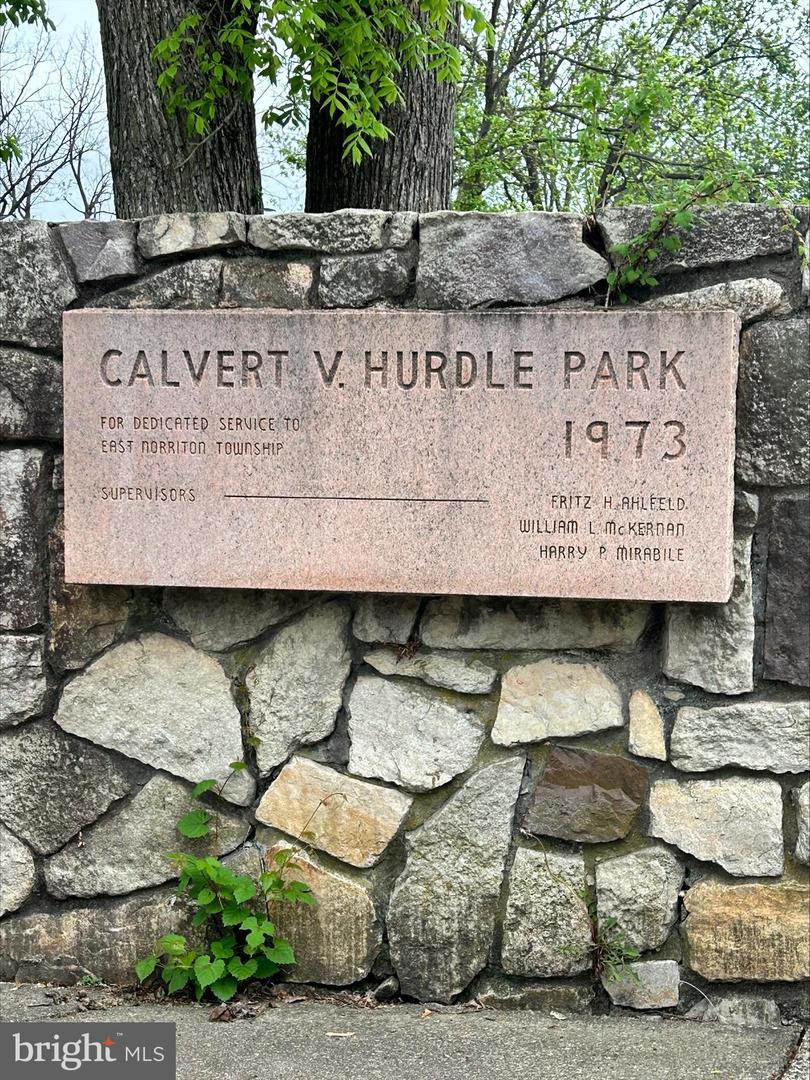 CALVERT V. HURDLE PARK
FOR DEDICATED SERVICE TO
EAST NORRITON TOWNSHIP
1973
SUPERVISORS
FRITZ H. AHLFELD
WILLIAM L. McKERNAN
HARRY P. MIRABILE
bright™ MLS